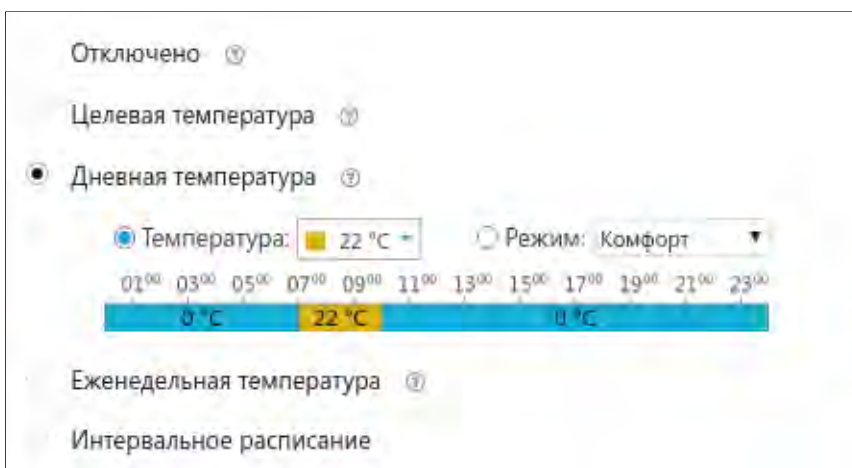 Отключено ?
Целевая температура ?
Дневная температура ?
Температура: 22 °C Режим: Комфорт
01⁰⁰ 03⁰⁰ 05⁰⁰ 07⁰⁰ 09⁰⁰ 11⁰⁰ 13⁰⁰ 15⁰⁰ 17⁰⁰ 19⁰⁰ 21⁰⁰ 23⁰⁰
0 °C 22 °C 0 °C
Еженедельная температура ?
Интервальное расписание